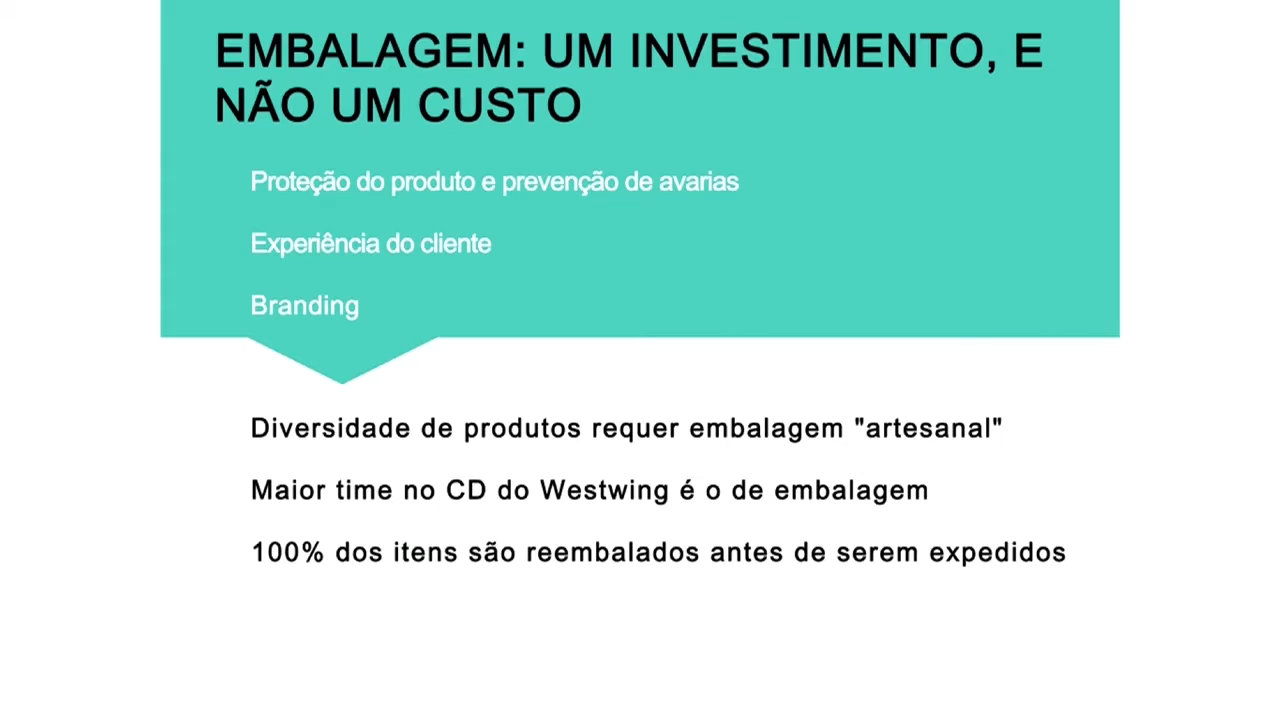 EMBALAGEM: UM INVESTIMENTO, E
NÃO UM CUSTO
Proteção do produto e prevenção de avarias
Experiência do cliente
Branding
Diversidade de produtos requer embalagem "artesanal"
Maior time no CD do Westwing é o de embalagem
100% dos itens são reembalados antes de serem expedidos